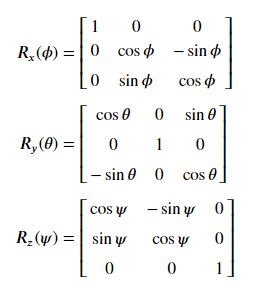 1 0 0
R_x(ϕ) = 0 cos ϕ − sin ϕ
0 sin ϕ cos ϕ
cos θ 0 sin θ
R_y(θ) = 0 1 0
− sin θ 0 cos θ
cos ψ − sin ψ 0
R_z(ψ) = sin ψ cos ψ 0
0 0 1